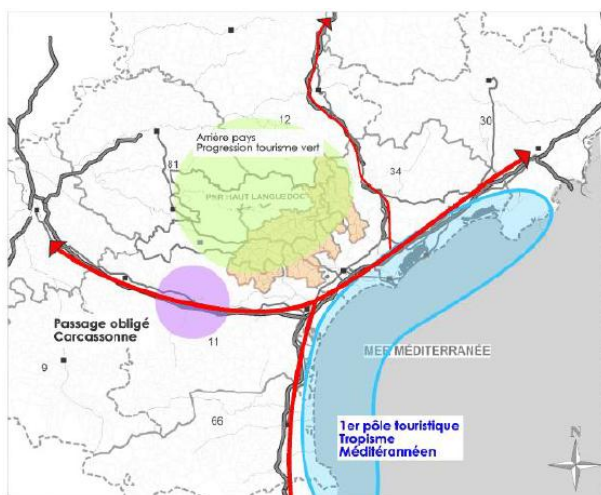 12
30
Arrière pays
Progression tourisme vert
81
34
PNR HAUT LANGUEDOC
Passage obligé
Carcassonne
11
MER MÉDITERRANÉE
9
66
1er pôle touristique
Tropisme
Méditérannéen
N